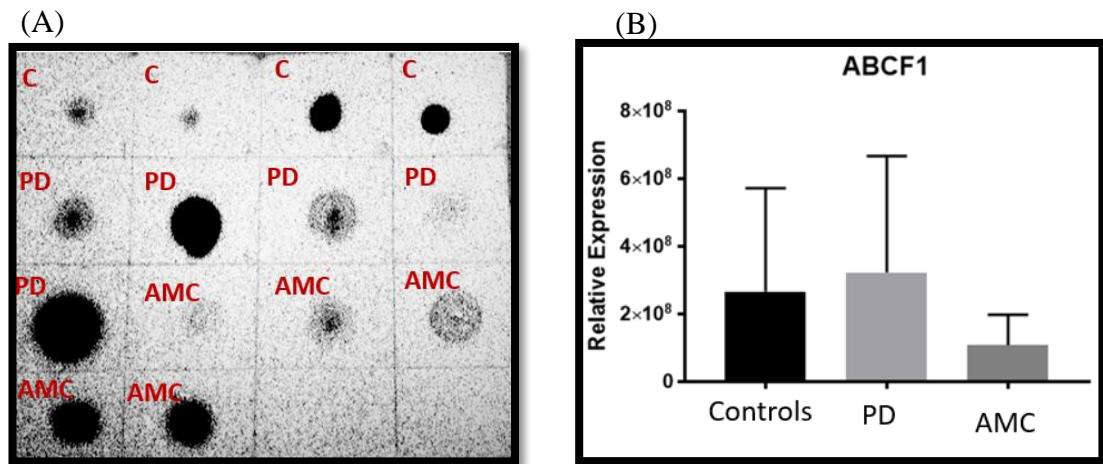 (A)
C C C C
PD PD PD PD
PD AMC AMC AMC
AMC AMC
(B)
ABCF1
Relative Expression
8×10⁸
6×10⁸
4×10⁸
2×10⁸
0
Controls PD AMC